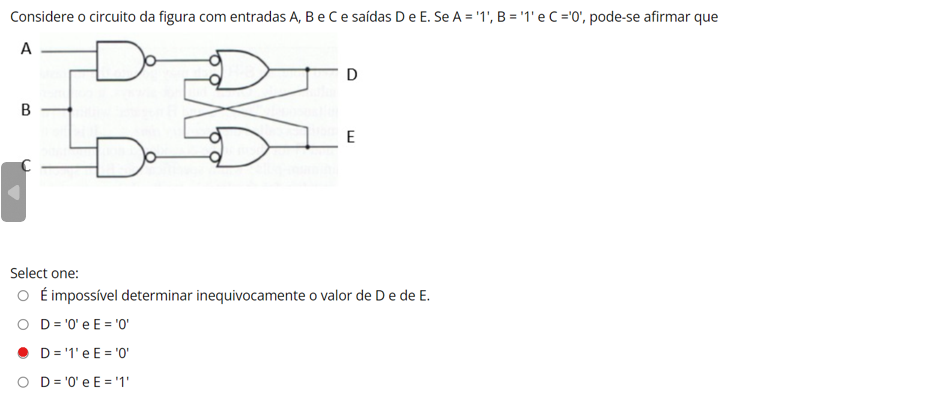 Considere o circuito da figura com entradas A, B e C e saídas D e E. Se A = '1', B = '1' e C ='0', pode-se afirmar que
A
D
B
E
C
Select one:
É impossível determinar inequivocamente o valor de D e de E.
D = '0' e E = '0'
D = '1' e E = '0'
D = '0' e E = '1'